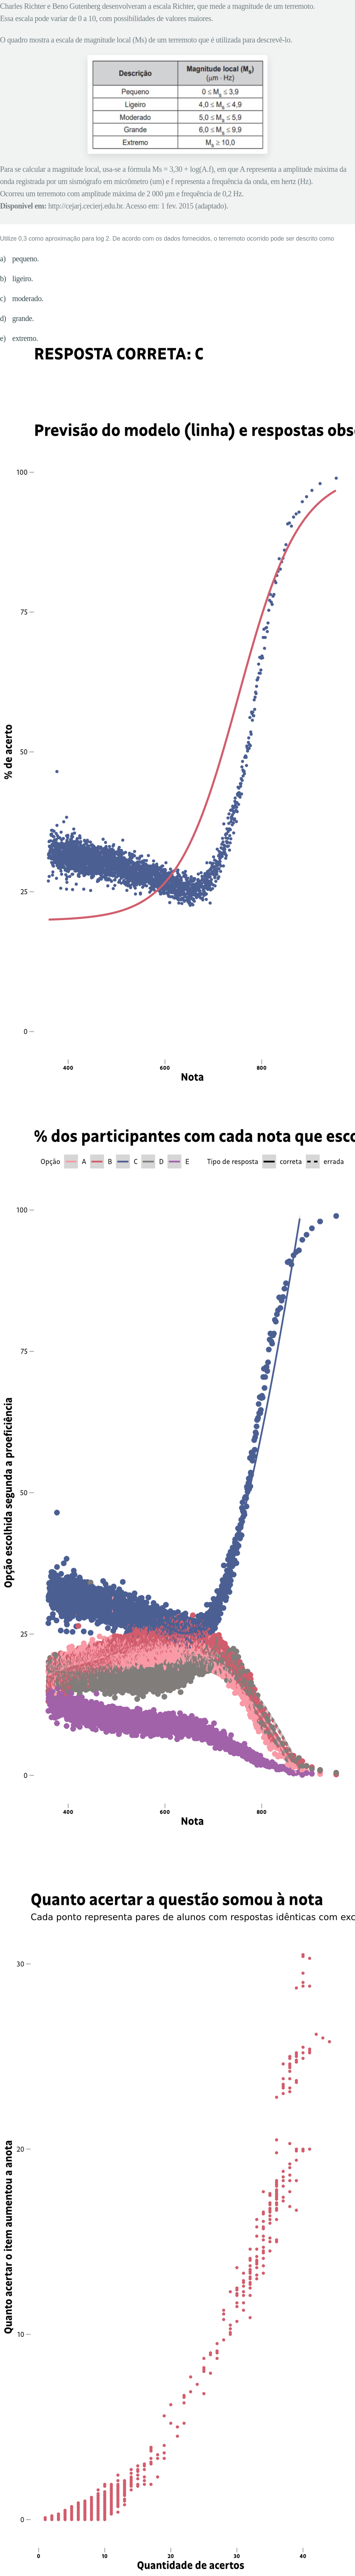 Charles Richter e Beno Gutenberg desenvolveram a escala Richter, que mede a magnitude de um terremoto.
Essa escala pode variar de 0 a 10, com possibilidades de valores maiores.
O quadro mostra a escala de magnitude local (Ms) de um terremoto que é utilizada para descrevê-lo.
Descrição Magnitude local (Ms) (μm · Hz)
Pequeno 0 ≤ Ms ≤ 3,9
Ligeiro 4,0 ≤ Ms ≤ 4,9
Moderado 5,0 ≤ Ms ≤ 5,9
Grande 6,0 ≤ Ms ≤ 9,9
Extremo Ms ≥ 10,0
Para se calcular a magnitude local, usa-se a fórmula Ms = 3,30 + log(A.f), em que A representa a amplitude máxima da
onda registrada por um sismógrafo em micrômetro (um) e f representa a frequência da onda, em hertz (Hz).
Ocorreu um terremoto com amplitude máxima de 2 000 µm e frequência de 0,2 Hz.
Disponível em: http://cejarj.cecierj.edu.br. Acesso em: 1 fev. 2015 (adaptado).
Utilize 0,3 como aproximação para log 2. De acordo com os dados fornecidos, o terremoto ocorrido pode ser descrito como
a) pequeno.
b) ligeiro.
c) moderado.
d) grande.
e) extremo.
RESPOSTA CORRETA: C
Previsão do modelo (linha) e respostas obs
100
75
50
25
0
% de acerto
400 600 800
Nota
% dos participantes com cada nota que esco
Opção A B C D E Tipo de resposta correta errada
100
75
50
25
0
Opção escolhida segunda a proeficiência
400 600 800
Nota
Quanto acertar a questão somou à nota
Cada ponto representa pares de alunos com respostas idênticas com exc
30
20
10
0
Quanto acertar o item aumentou a anota
0 10 20 30 40
Quantidade de acertos